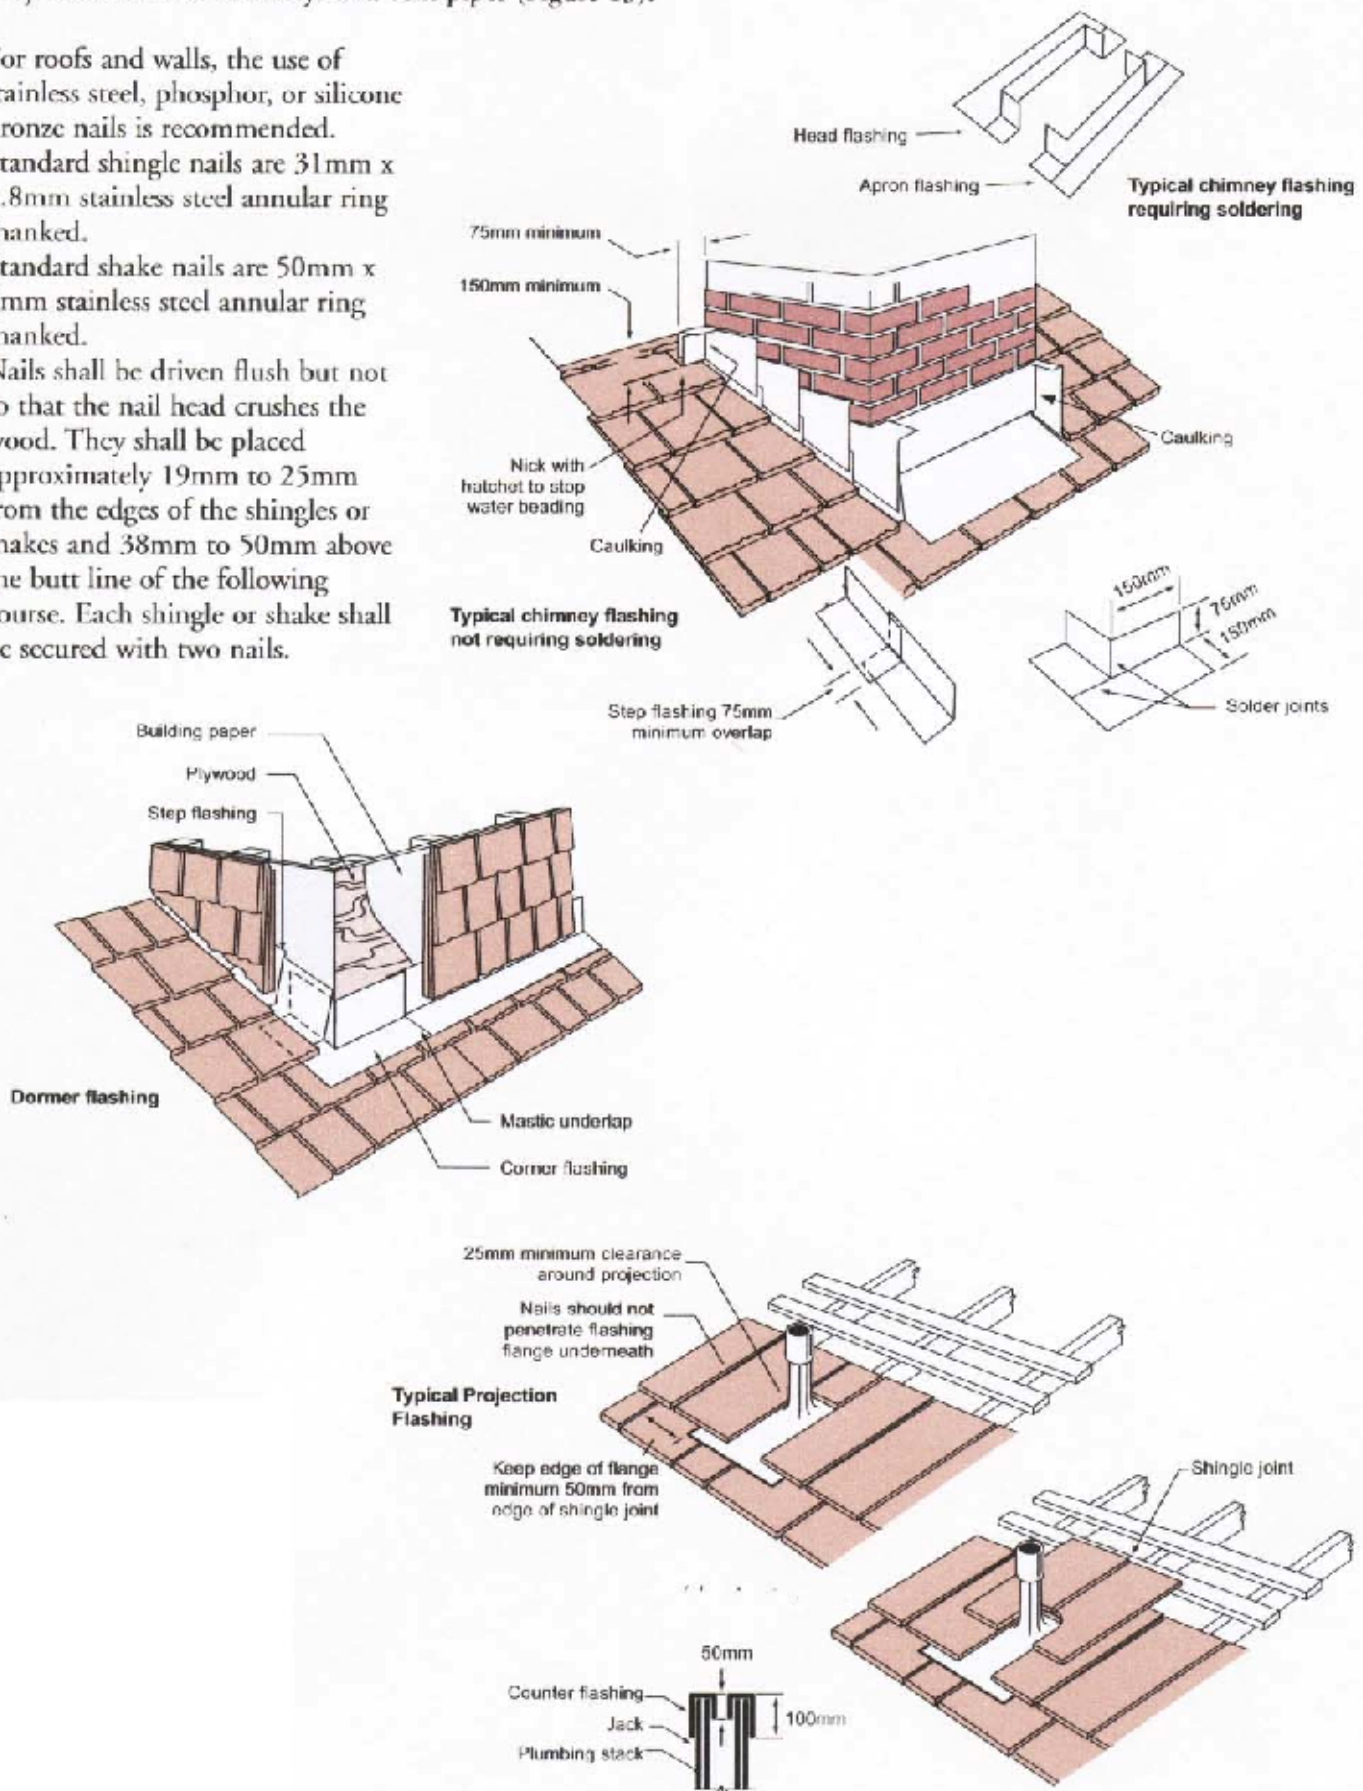 or roofs and walls, the use of
tainless steel, phosphor, or silicone
ronze nails is recommended.
tandard shingle nails are 31mm x
.8mm stainless steel annular ring
hanked.
tandard shake nails are 50mm x
mm stainless steel annular ring
hanked.
Nails shall be driven flush but not
o that the nail head crushes the
wood. They shall be placed
pproximately 19mm to 25mm
rom the edges of the shingles or
hakes and 38mm to 50mm above
he butt line of the following
ourse. Each shingle or shake shall
e secured with two nails.
Head flashing
Apron flashing
Typical chimney flashing
requiring soldering
75mm minimum
150mm minimum
Nick with
hatchet to stop
water beading
Caulking
Caulking
Typical chimney flashing
not requiring soldering
Step flashing 75mm
minimum overlap
150mm
75mm
150mm
Solder joints
Building paper
Plywood
Step flashing
Dormer flashing
Mastic underlap
Corner flashing
25mm minimum clearance
around projection
Nails should not
penetrate flashing
flange underneath
Typical Projection
Flashing
Keep edge of flange
minimum 50mm from
edge of shingle joint
Shingle joint
50mm
Counter flashing
100mm
Jack
Plumbing stack